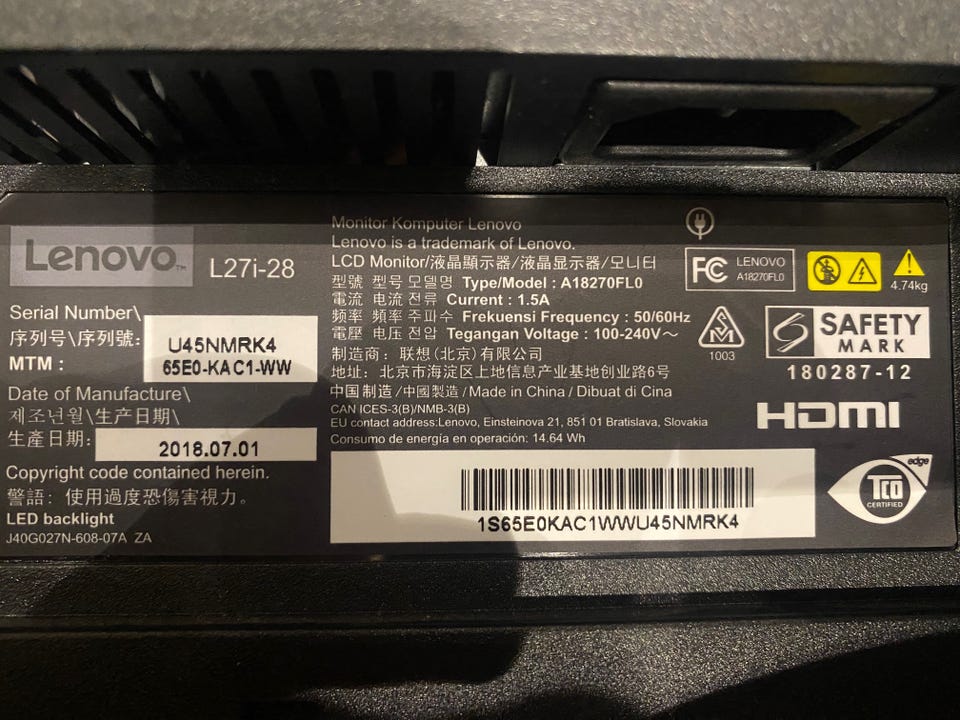 Lenovo™
L27i-28
Serial Number\
序列号\序列號:
U45NMRK4
MTM :
65E0-KAC1-WW
Date of Manufacture\
제조년월\生产日期\
生產日期:
2018.07.01
Copyright code contained herein.
警語: 使用過度恐傷害視力。
LED backlight
J40G027N-608-07A ZA
Monitor Komputer Lenovo
Lenovo is a trademark of Lenovo.
LCD Monitor/液晶顯示器/液晶显示器/모니터
型號 型号 모델명 Type/Model : A18270FL0
電流 电流 전류 Current : 1.5A
頻率 频率 주파수 Frekuensi Frequency : 50/60Hz
電壓 电压 전압 Tegangan Voltage : 100-240V～
制造商: 联想(北京)有限公司
地址: 北京市海淀区上地信息产业基地创业路6号
中国制造/中國製造/Made in China / Dibuat di Cina
CAN ICES-3(B)/NMB-3(B)
EU contact address:Lenovo, Einsteinova 21, 851 01 Bratislava, Slovakia
Consumo de energía en operación: 14.64 Wh
1S65E0KAC1WWU45NMRK4
FC LENOVO
A18270FL0
4.74kg
1003
SAFETY
MARK
180287-12
HDMI
edge
TCO
CERTIFIED